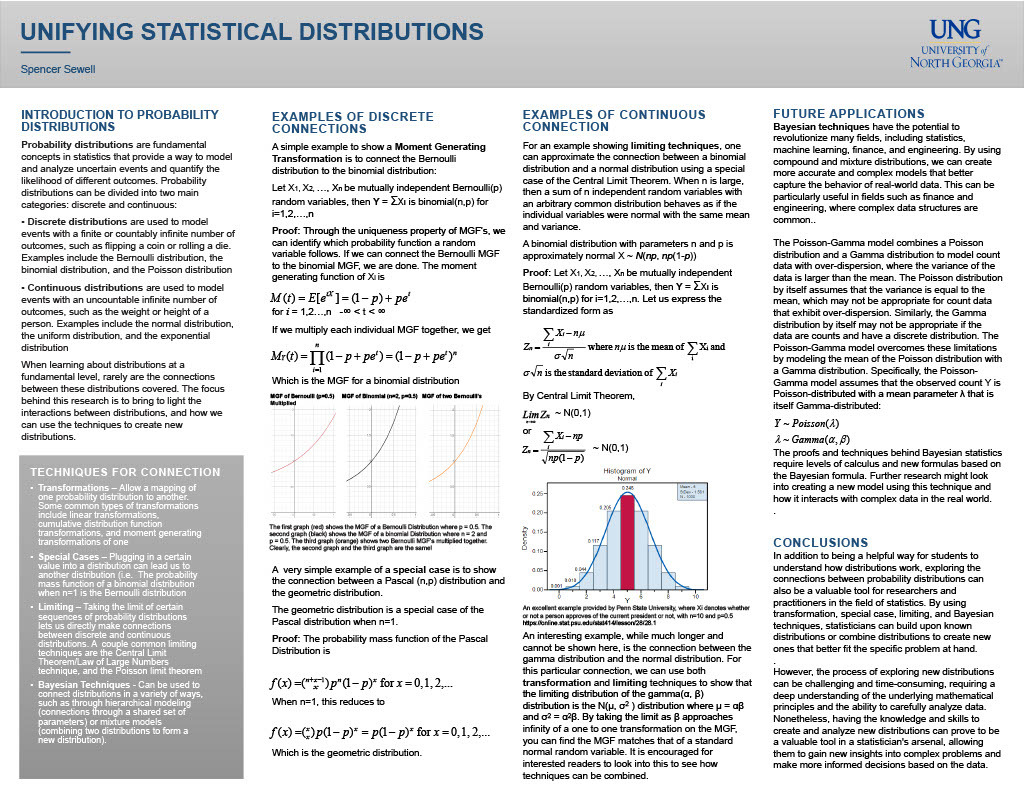 UNIFYING STATISTICAL DISTRIBUTIONS
Spencer Sewell
UNG
UNIVERSITY of
NORTH GEORGIA™
INTRODUCTION TO PROBABILITY
DISTRIBUTIONS
Probability distributions are fundamental
concepts in statistics that provide a way to model
and analyze uncertain events and quantify the
likelihood of different outcomes. Probability
distributions can be divided into two main
categories: discrete and continuous:
• Discrete distributions are used to model
events with a finite or countably infinite number of
outcomes, such as flipping a coin or rolling a die.
Examples include the Bernoulli distribution, the
binomial distribution, and the Poisson distribution
• Continuous distributions are used to model
events with an uncountable infinite number of
outcomes, such as the weight or height of a
person. Examples include the normal distribution,
the uniform distribution, and the exponential
distribution
When learning about distributions at a
fundamental level, rarely are the connections
between these distributions covered. The focus
behind this research is to bring to light the
interactions between distributions, and how we
can use the techniques to create new
distributions.
TECHNIQUES FOR CONNECTION
• Transformations – Allow a mapping of
one probability distribution to another.
Some common types of transformations
include linear transformations,
cumulative distribution function
transformations, and moment generating
transformations of one
• Special Cases – Plugging in a certain
value into a distribution can lead us to
another distribution (i.e. The probability
mass function of a binomial distribution
when n=1 is the Bernoulli distribution
• Limiting – Taking the limit of certain
sequences of probability distributions
lets us directly make connections
between discrete and continuous
distributions. A couple common limiting
techniques are the Central Limit
Theorem/Law of Large Numbers
technique, and the Poisson limit theorem
• Bayesian Techniques - Can be used to
connect distributions in a variety of ways,
such as through hierarchical modeling
(connections through a shared set of
parameters) or mixture models
(combining two distributions to form a
new distribution).
EXAMPLES OF DISCRETE
CONNECTIONS
A simple example to show a Moment Generating
Transformation is to connect the Bernoulli
distribution to the binomial distribution:
Let X1, X2, …, Xn be mutually independent Bernoulli(p)
random variables, then Y = ΣXi is binomial(n,p) for
i=1,2,…,n
Proof: Through the uniqueness property of MGF's, we
can identify which probability function a random
variable follows. If we can connect the Bernoulli MGF
to the binomial MGF, we are done. The moment
generating function of Xi is
M(t) = E[e^tX] = (1 − p) + pe^t
for i = 1,2…,n -∞ < t < ∞
If we multiply each individual MGF together, we get
M_Y(t) = ∏_{i=1}^n (1 − p + pe^t) = (1 − p + pe^t)^n
Which is the MGF for a binomial distribution
MGF of Bernoulli (p=0.5) MGF of Binomial (n=2, p=0.5) MGF of two Bernoulli's
Multiplied
The first graph (red) shows the MGF of a Bernoulli Distribution where p = 0.5. The
second graph (black) shows the MGF of a binomial distribution where n = 2 and
p = 0.5. The third graph (orange) shows two Bernoulli MGF's multiplied together.
Clearly, the second graph and the third graph are the same!
A very simple example of a special case is to show
the connection between a Pascal (n,p) distribution and
the geometric distribution.
The geometric distribution is a special case of the
Pascal distribution when n=1.
Proof: The probability mass function of the Pascal
Distribution is
f(x) = (n+x−1 x) p^n(1 − p)^x for x = 0,1,2,...
When n=1, this reduces to
f(x) = (x x) p(1 − p)^x = p(1 − p)^x for x = 0,1,2,...
Which is the geometric distribution.
EXAMPLES OF CONTINUOUS
CONNECTION
For an example showing limiting techniques, one
can approximate the connection between a binomial
distribution and a normal distribution using a special
case of the Central Limit Theorem. When n is large,
then a sum of n independent random variables with
an arbitrary common distribution behaves as if the
individual variables were normal with the same mean
and variance.
A binomial distribution with parameters n and p is
approximately normal X ~ N(np, np(1-p))
Proof: Let X1, X2, …, Xn be mutually independent
Bernoulli(p) random variables, then Y = ΣXi is
binomial(n,p) for i=1,2,…,n. Let us express the
standardized form as
Zn = (∑_i Xi − nμ) / (σ√n) where nμ is the mean of ∑_i Xi and
σ√n is the standard deviation of ∑_i Xi
By Central Limit Theorem,
Lim_{n→∞} Zn ~ N(0,1)
or
Zn = (∑_i Xi − np) / √(np(1 − p)) ~ N(0,1)
Histogram of Y
Normal
Density
0.25
0.20
0.15
0.10
0.05
0.00
0.001
0.010
0.044
0.117
0.205
0.246
0 2 4 6 8 10
Y
An excellent example provided by Penn State University, where Xi denotes whether
or not a person approves of the current president or not, with n=10 and p=0.5
https://online.stat.psu.edu/stat414/lesson/28/28.1
An interesting example, while much longer and
cannot be shown here, is the connection between the
gamma distribution and the normal distribution. For
this particular connection, we can use both
transformation and limiting techniques to show that
the limiting distribution of the gamma(α, β)
distribution is the N(μ, σ² ) distribution where μ = αβ
and σ² = α²β. By taking the limit as β approaches
infinity of a one to one transformation on the MGF,
you can find the MGF matches that of a standard
normal random variable. It is encouraged for
interested readers to look into this to see how
techniques can be combined.
FUTURE APPLICATIONS
Bayesian techniques have the potential to
revolutionize many fields, including statistics,
machine learning, finance, and engineering. By using
compound and mixture distributions, we can create
more accurate and complex models that better
capture the behavior of real-world data. This can be
particularly useful in fields such as finance and
engineering, where complex data structures are
common..
The Poisson-Gamma model combines a Poisson
distribution and a Gamma distribution to model count
data with over-dispersion, where the variance of the
data is larger than the mean. The Poisson distribution
by itself assumes that the variance is equal to the
mean, which may not be appropriate for count data
that exhibit over-dispersion. Similarly, the Gamma
distribution by itself may not be appropriate if the
data are counts and have a discrete distribution. The
Poisson-Gamma model overcomes these limitations
by modeling the mean of the Poisson distribution with
a Gamma distribution. Specifically, the Poisson-
Gamma model assumes that the observed count Y is
Poisson-distributed with a mean parameter λ that is
itself Gamma-distributed:
Y ~ Poisson(λ)
λ ~ Gamma(α, β)
The proofs and techniques behind Bayesian statistics
require levels of calculus and new formulas based on
the Bayesian formula. Further research might look
into creating a new model using this technique and
how it interacts with complex data in the real world.
.
CONCLUSIONS
In addition to being a helpful way for students to
understand how distributions work, exploring the
connections between probability distributions can
also be a valuable tool for researchers and
practitioners in the field of statistics. By using
transformation, special case, limiting, and Bayesian
techniques, statisticians can build upon known
distributions or combine distributions to create new
ones that better fit the specific problem at hand.
.
However, the process of exploring new distributions
can be challenging and time-consuming, requiring a
deep understanding of the underlying mathematical
principles and the ability to carefully analyze data.
Nonetheless, having the knowledge and skills to
create and analyze new distributions can prove to be
a valuable tool in a statistician's arsenal, allowing
them to gain new insights into complex problems and
make more informed decisions based on the data.